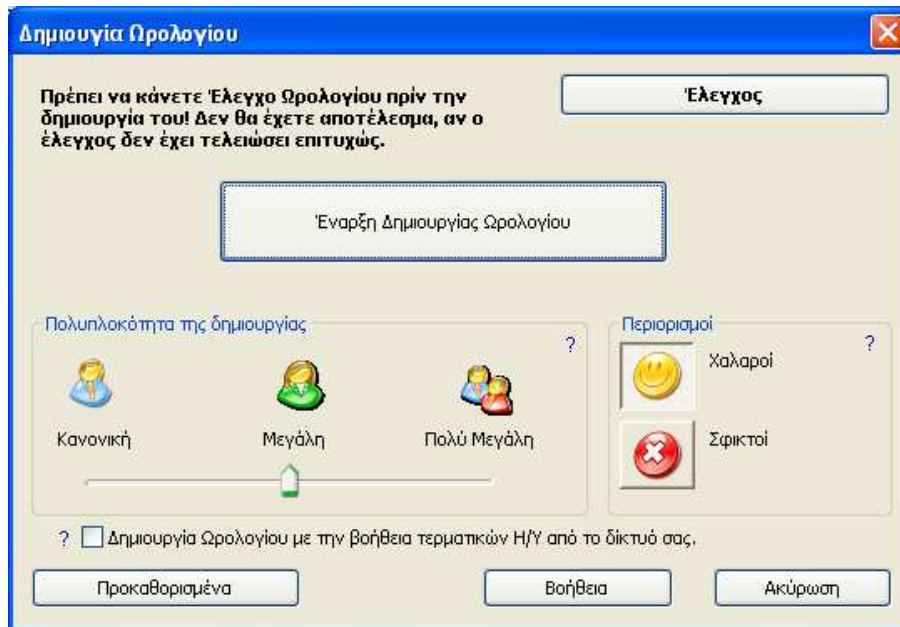 Δημιουγία Ωρολογίου
Πρέπει να κάνετε Έλεγχο Ωρολογίου πρίν την
δημιουργία του! Δεν θα έχετε αποτέλεσμα, αν ο
έλεγχος δεν έχει τελειώσει επιτυχώς.
Έλεγχος
Έναρξη Δημιουργίας Ωρολογίου
Πολυπλοκότητα της δημιουργίας
?
Κανονική
Μεγάλη
Πολύ Μεγάλη
Περιορισμοί
?
Χαλαροί
Σφικτοί
? Δημιουργία Ωρολογίου με την βοήθεια τερματικών Η/Υ από το δίκτυό σας.
Προκαθορισμένα
Βοήθεια
Ακύρωση